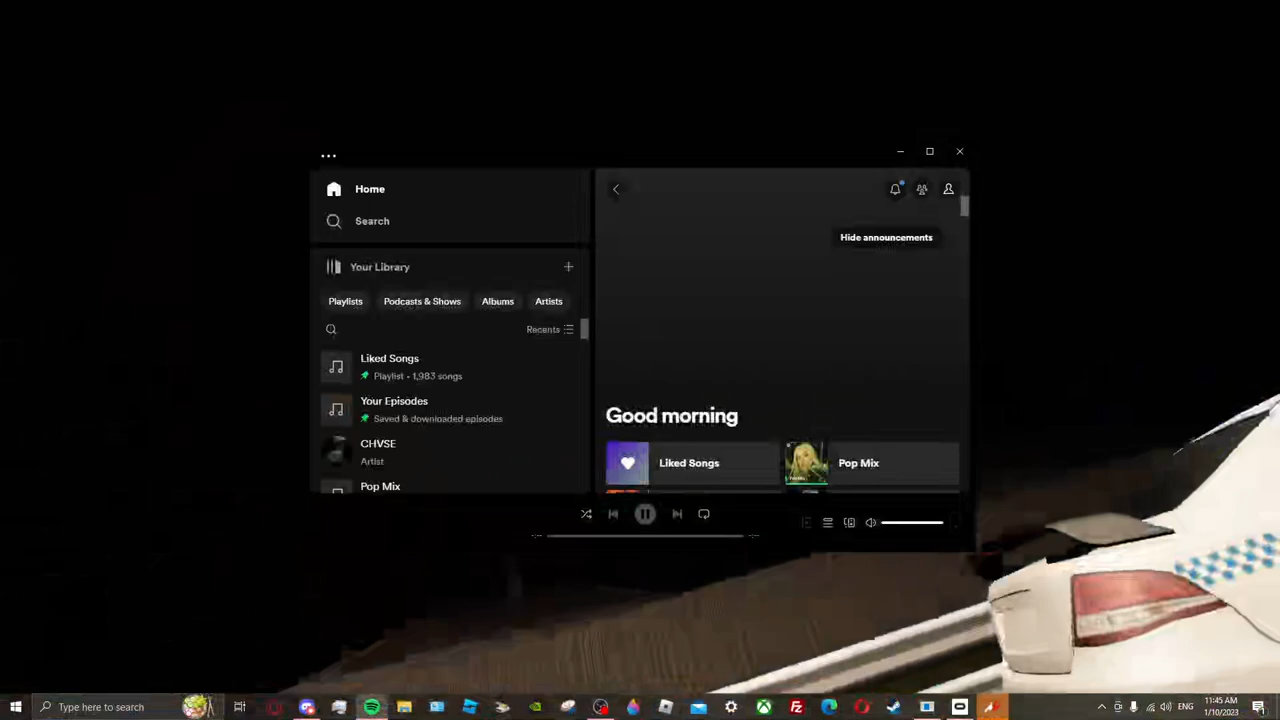 Home
Search
Hide announcements
Your Library
Playlists
Podcasts & Shows
Albums
Artists
Recents
Liked Songs
Playlist • 1,983 songs
Your Episodes
Saved & downloaded episodes
CHVSE
Artist
Pop Mix
Good morning
Liked Songs
Pop Mix
-:--
-:--
Type here to search
ENG
11:45 AM
1/10/2023